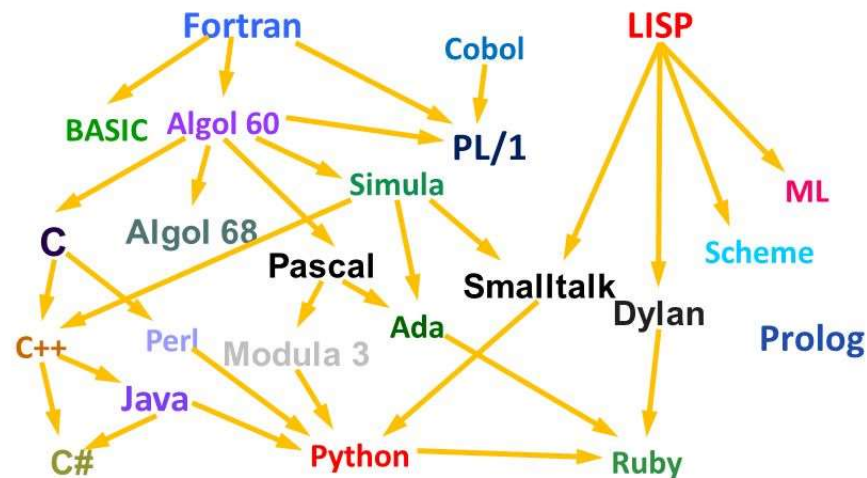 Fortran
LISP
Cobol
BASIC
Algol 60
PL/1
Simula
ML
C
Algol 68
Pascal
Scheme
Smalltalk
Dylan
C++
Perl
Modula 3
Ada
Prolog
Java
C#
Python
Ruby